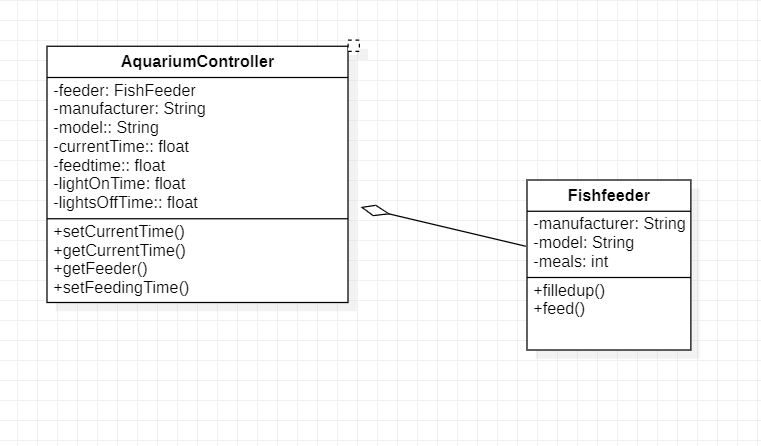 AquariumController
-feeder: FishFeeder
-manufacturer: String
-model:: String
-currentTime:: float
-feedtime:: float
-lightOnTime: float
-lightsOffTime:: float
+setCurrentTime()
+getCurrentTime()
+getFeeder()
+setFeedingTime()
Fishfeeder
-manufacturer: String
-model: String
-meals: int
+filledup()
+feed()